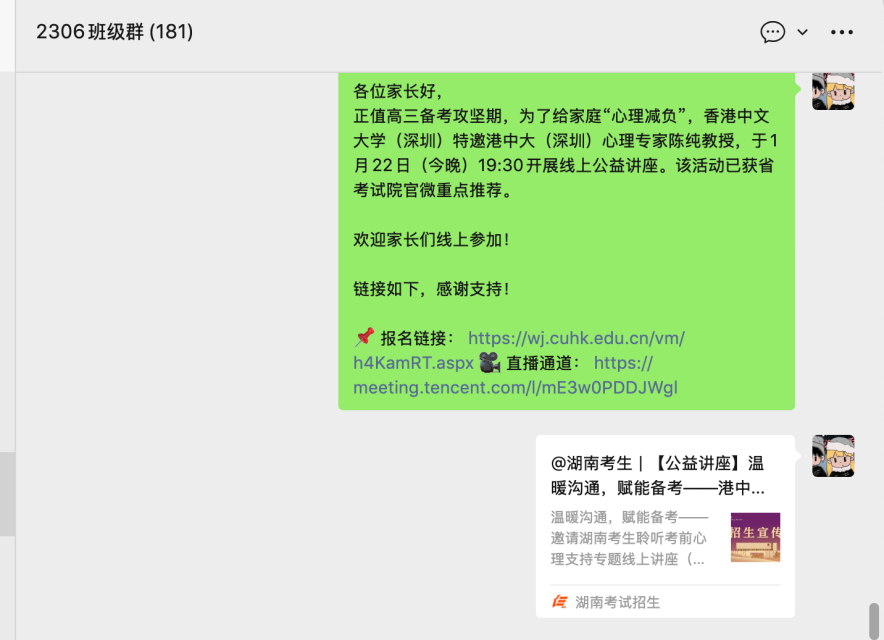 2306班级群 (181)
各位家长好，
正值高三备考攻坚期，为了给家庭“心理减负”，香港中文
大学（深圳）特邀港中大（深圳）心理专家陈纯教授，于1
月22日（今晚）19:30开展线上公益讲座。该活动已获省
考试院官微重点推荐。
欢迎家长们线上参加！
链接如下，感谢支持！
📌 报名链接： https://wj.cuhk.edu.cn/vm/
h4KamRT.aspx 🎥 直播通道： https://
meeting.tencent.com/l/mE3w0PDDJWgl
@湖南考生 | 【公益讲座】温
暖沟通，赋能备考——港中...
温暖沟通，赋能备考——
邀请湖南考生聆听考前心
理支持专题线上讲座（...
招生宣传
湖南考试招生